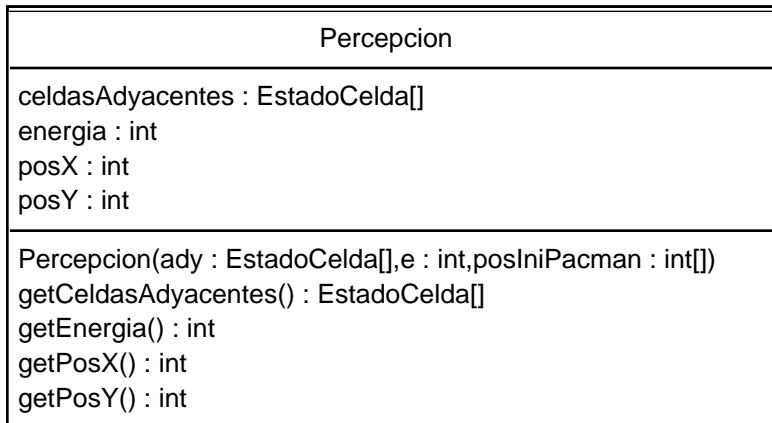 Percepcion
celdasAdyacentes : EstadoCelda[]
energia : int
posX : int
posY : int
Percepcion(ady : EstadoCelda[],e : int,posIniPacman : int[])
getCeldasAdyacentes() : EstadoCelda[]
getEnergia() : int
getPosX() : int
getPosY() : int